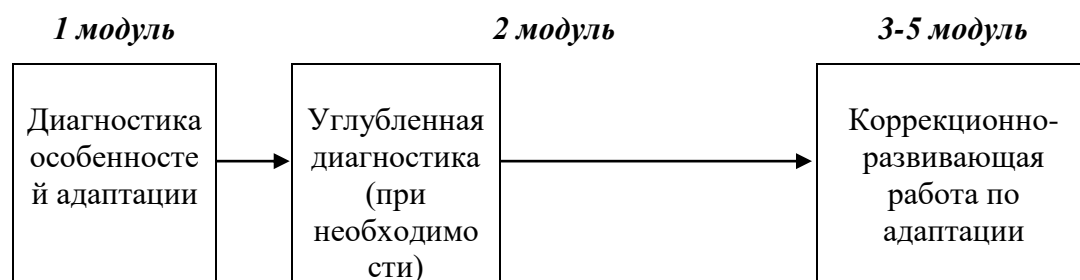 1 модуль
2 модуль
3-5 модуль
Диагностика
особенносте
й адаптации
Углубленная
диагностика
(при
необходимо
сти)
Коррекционно-
развивающая
работа по
адаптации